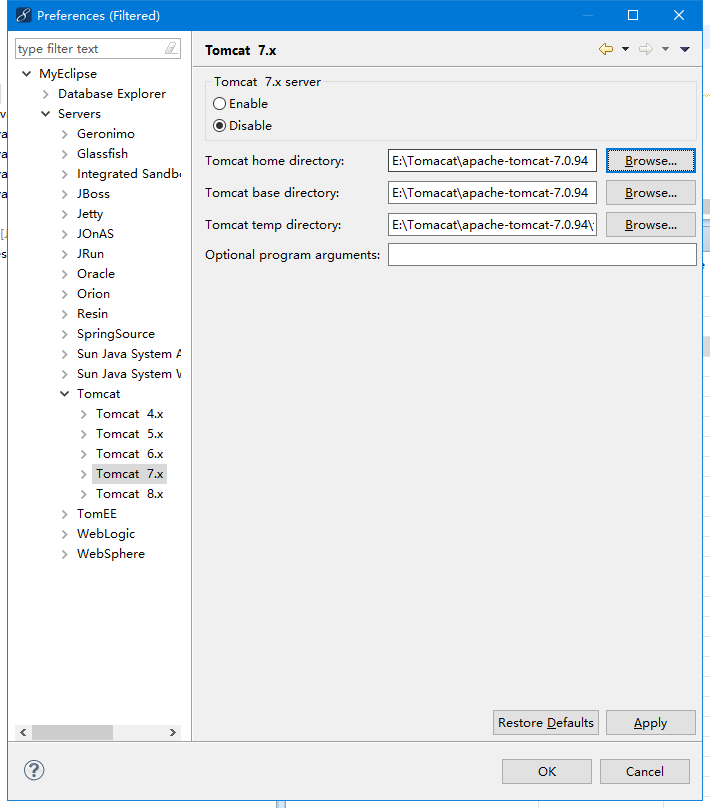 Preferences (Filtered)
type filter text
MyEclipse
Database Explorer
Servers
Geronimo
Glassfish
Integrated Sandbo
JBoss
Jetty
JOnAS
JRun
Oracle
Orion
Resin
SpringSource
Sun Java System A
Sun Java System W
Tomcat
Tomcat 4.x
Tomcat 5.x
Tomcat 6.x
Tomcat 7.x
Tomcat 8.x
TomEE
WebLogic
WebSphere
Tomcat 7.x
Tomcat 7.x server
Enable
Disable
Tomcat home directory: E:\Tomacat\apache-tomcat-7.0.94 Browse...
Tomcat base directory: E:\Tomacat\apache-tomcat-7.0.94 Browse...
Tomcat temp directory: E:\Tomacat\apache-tomcat-7.0.94\ Browse...
Optional program arguments:
Restore Defaults Apply
OK Cancel